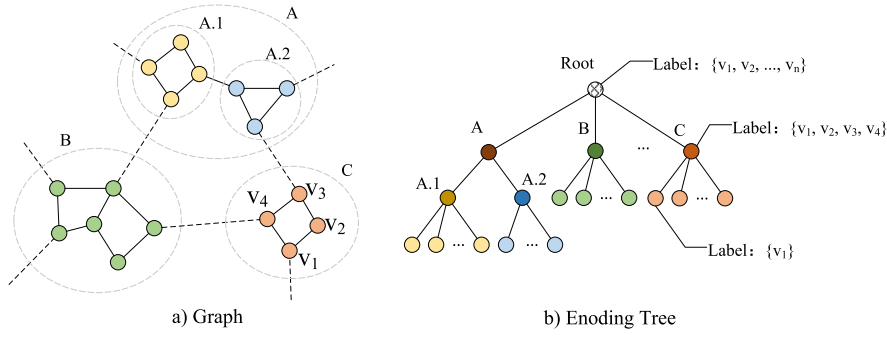 A
A.1
A.2
B
C
V₃
V₄
V₂
V₁
a) Graph
Root
Label：{v₁, v₂, ..., vₙ}
A
B
...
C
Label：{v₁, v₂, v₃, v₄}
A.1
A.2
...
...
...
...
Label：{v₁}
b) Enoding Tree